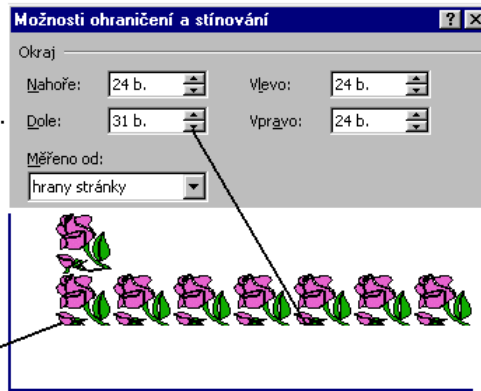 Možnosti ohraničení a stínování
Okraj
Nahoře: 24 b. Vlevo: 24 b.
Dole: 31 b. Vpravo: 24 b.
Měřeno od:
hrany stránky